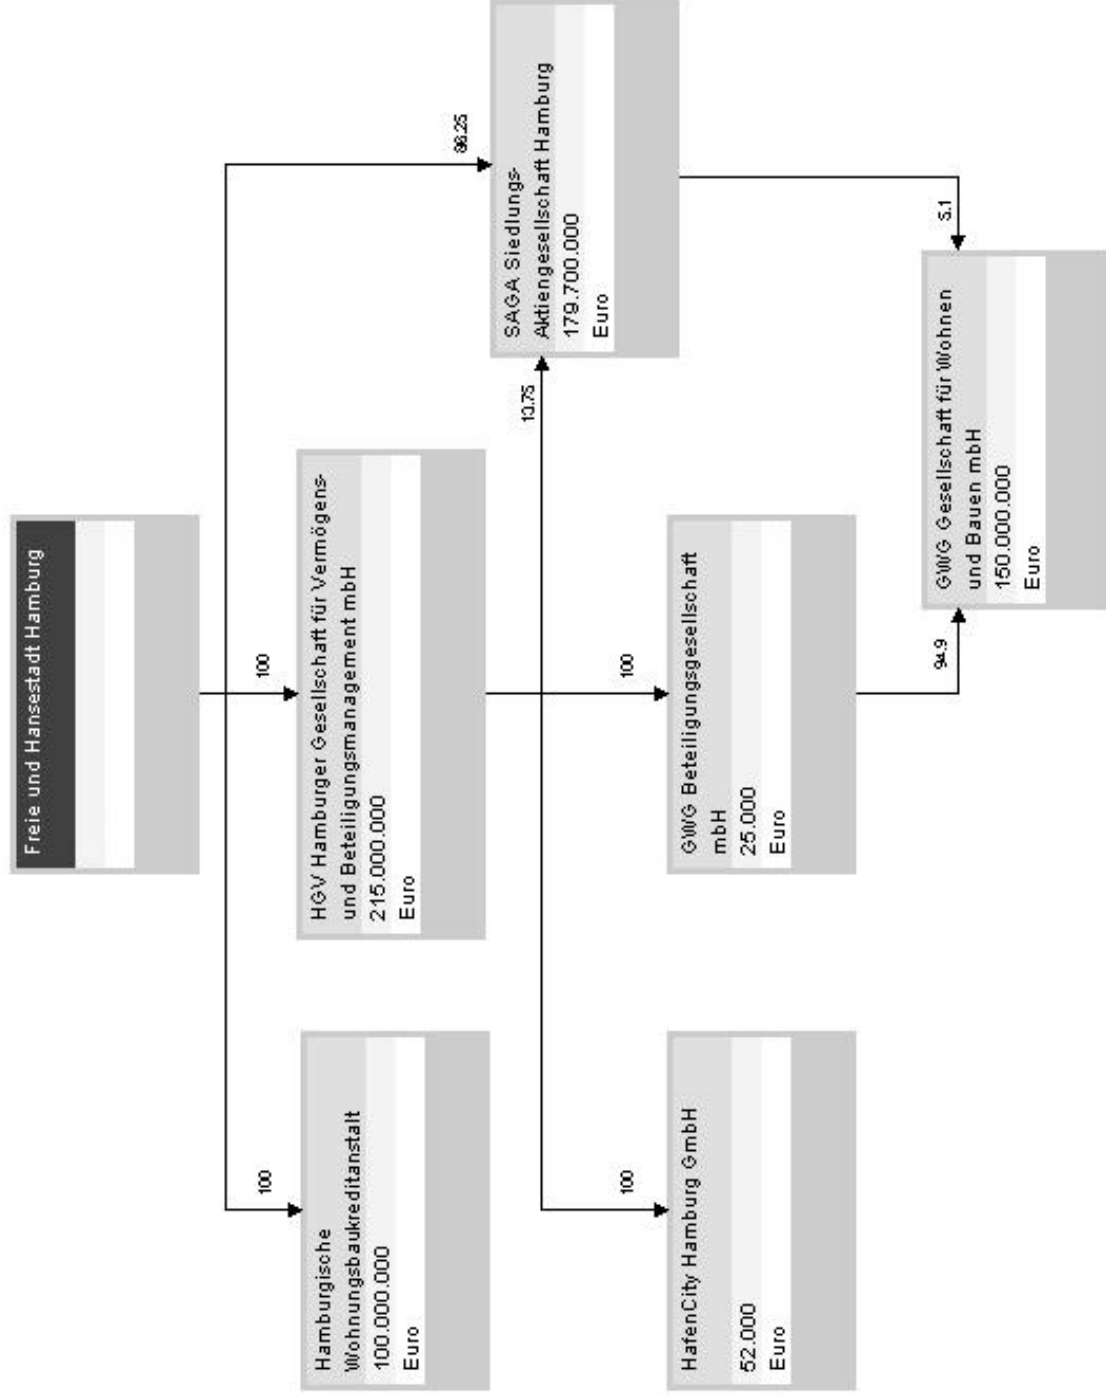 Freie und Hansestadt Hamburg
100
100
86.25
Hamburgische
Wohnungsbaukreditanstalt
100.000.000
Euro
HGV Hamburger Gesellschaft für Vermögens-
und Beteiligungsmanagement mbH
215.000.000
Euro
SAGA Siedlungs-
Aktiengesellschaft Hamburg
179.700.000
Euro
13.75
100
100
HafenCity Hamburg GmbH
52.000
Euro
GWG Beteiligungsgesellschaft
mbH
25.000
Euro
94.9
5.1
GWG Gesellschaft für Wohnen
und Bauen mbH
150.000.000
Euro